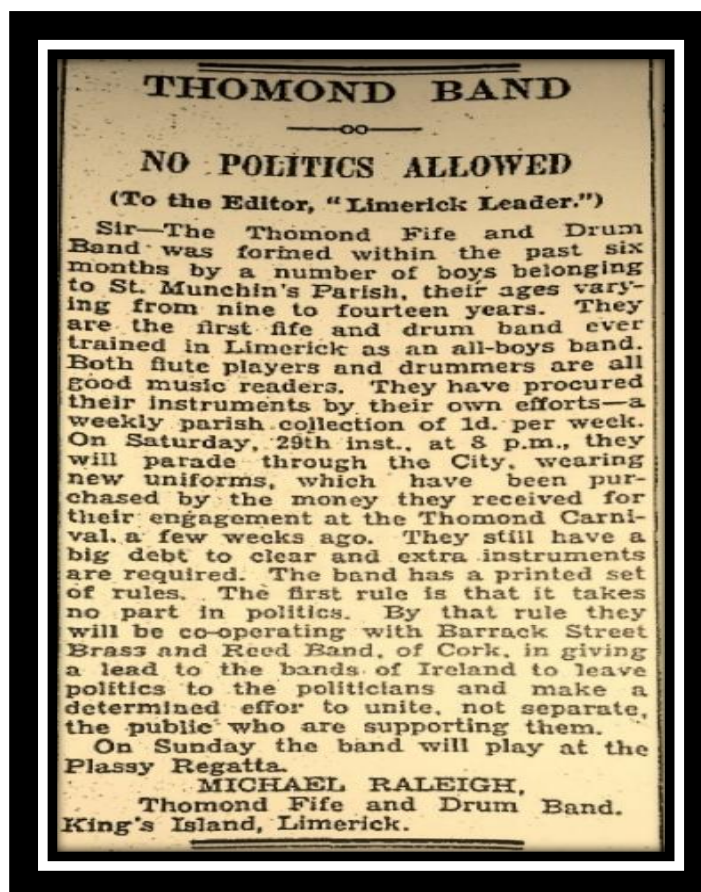 THOMOND BAND
NO POLITICS ALLOWED
(To the Editor, "Limerick Leader.")
Sir—The Thomond Fife and Drum
Band was formed within the past six
months by a number of boys belonging
to St. Munchin's Parish, their ages vary-
ing from nine to fourteen years. They
are the first fife and drum band ever
trained in Limerick as an all-boys band.
Both flute players and drummers are all
good music readers. They have procured
their instruments by their own efforts—a
weekly parish collection of 1d. per week.
On Saturday, 29th inst., at 8 p.m., they
will parade through the City, wearing
new uniforms, which have been pur-
chased by the money they received for
their engagement at the Thomond Carni-
val, a few weeks ago. They still have a
big debt to clear and extra instruments
are required. The band has a printed set
of rules. The first rule is that it takes
no part in politics. By that rule they
will be co-operating with Barrack Street
Brass and Reed Band, of Cork, in giving
a lead to the bands of Ireland to leave
politics to the politicians and make a
determined effor to unite, not separate,
the public who are supporting them.
On Sunday the band will play at the
Plassy Regatta.
MICHAEL RALEIGH,
Thomond Fife and Drum Band.
King's Island, Limerick.